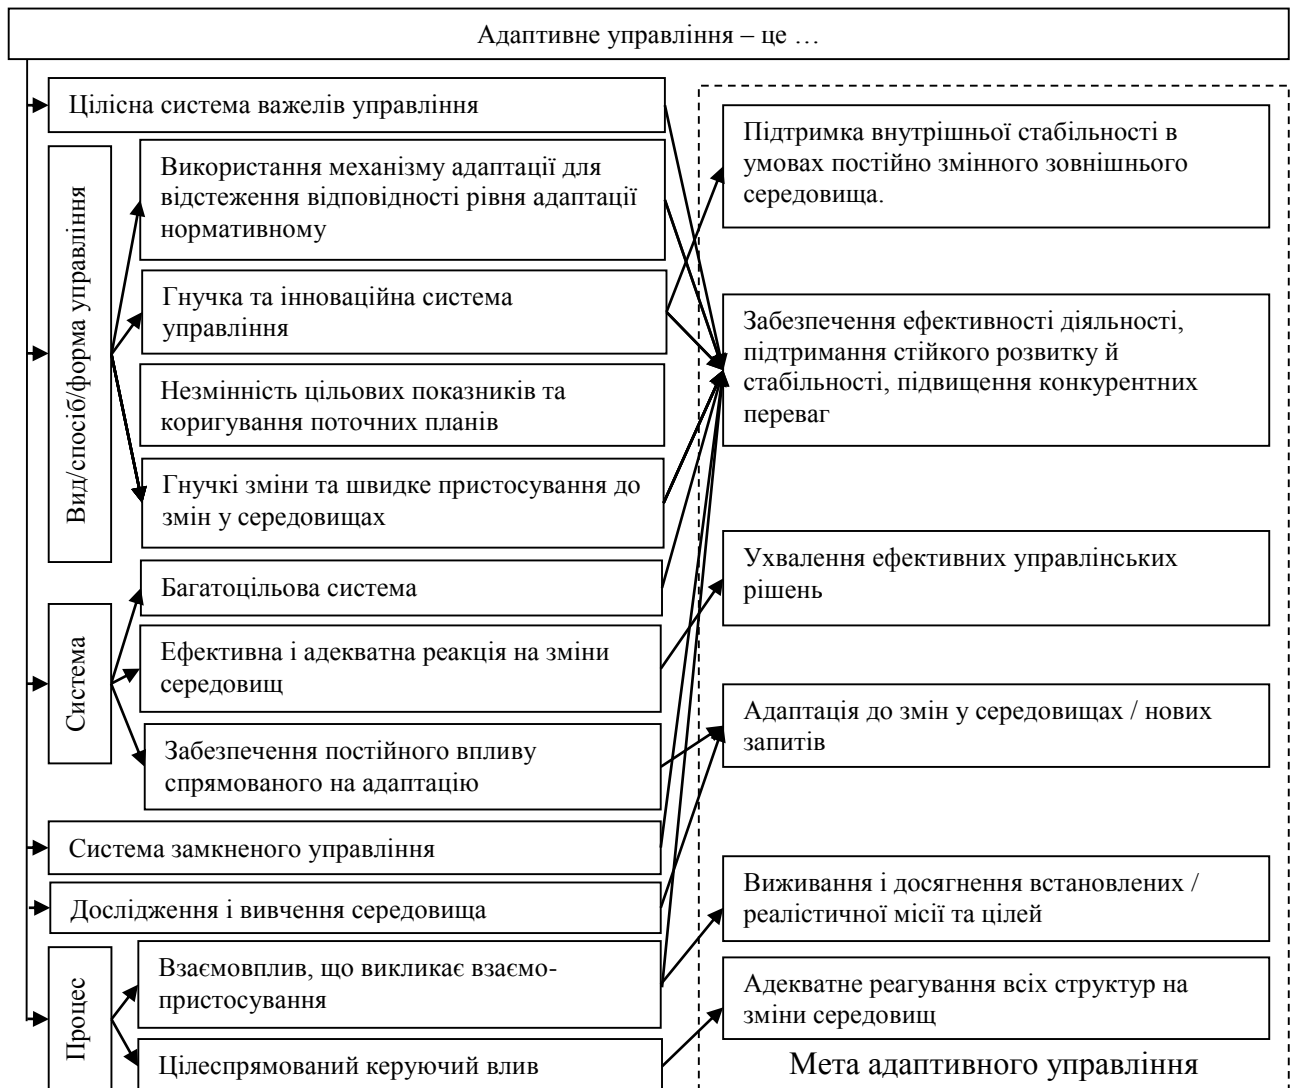 Адаптивне управління – це …
Цілісна система важелів управління
Вид/спосіб/форма управління
Використання механізму адаптації для
відстеження відповідності рівня адаптації
нормативному
Гнучка та інноваційна система
управління
Незмінність цільових показників та
коригування поточних планів
Гнучкі зміни та швидке пристосування до
змін у середовищах
Система
Багатоцільова система
Ефективна і адекватна реакція на зміни
середовищ
Забезпечення постійного впливу
спрямованого на адаптацію
Система замкненого управління
Дослідження і вивчення середовища
Процес
Взаємовплив, що викликає взаємо-
пристосування
Цілеспрямований керуючий влив
Підтримка внутрішньої стабільності в
умовах постійно змінного зовнішнього
середовища.
Забезпечення ефективності діяльності,
підтримання стійкого розвитку й
стабільності, підвищення конкурентних
переваг
Ухвалення ефективних управлінських
рішень
Адаптація до змін у середовищах / нових
запитів
Виживання і досягнення встановлених /
реалістичної місії та цілей
Адекватне реагування всіх структур на
зміни середовищ
Мета адаптивного управління